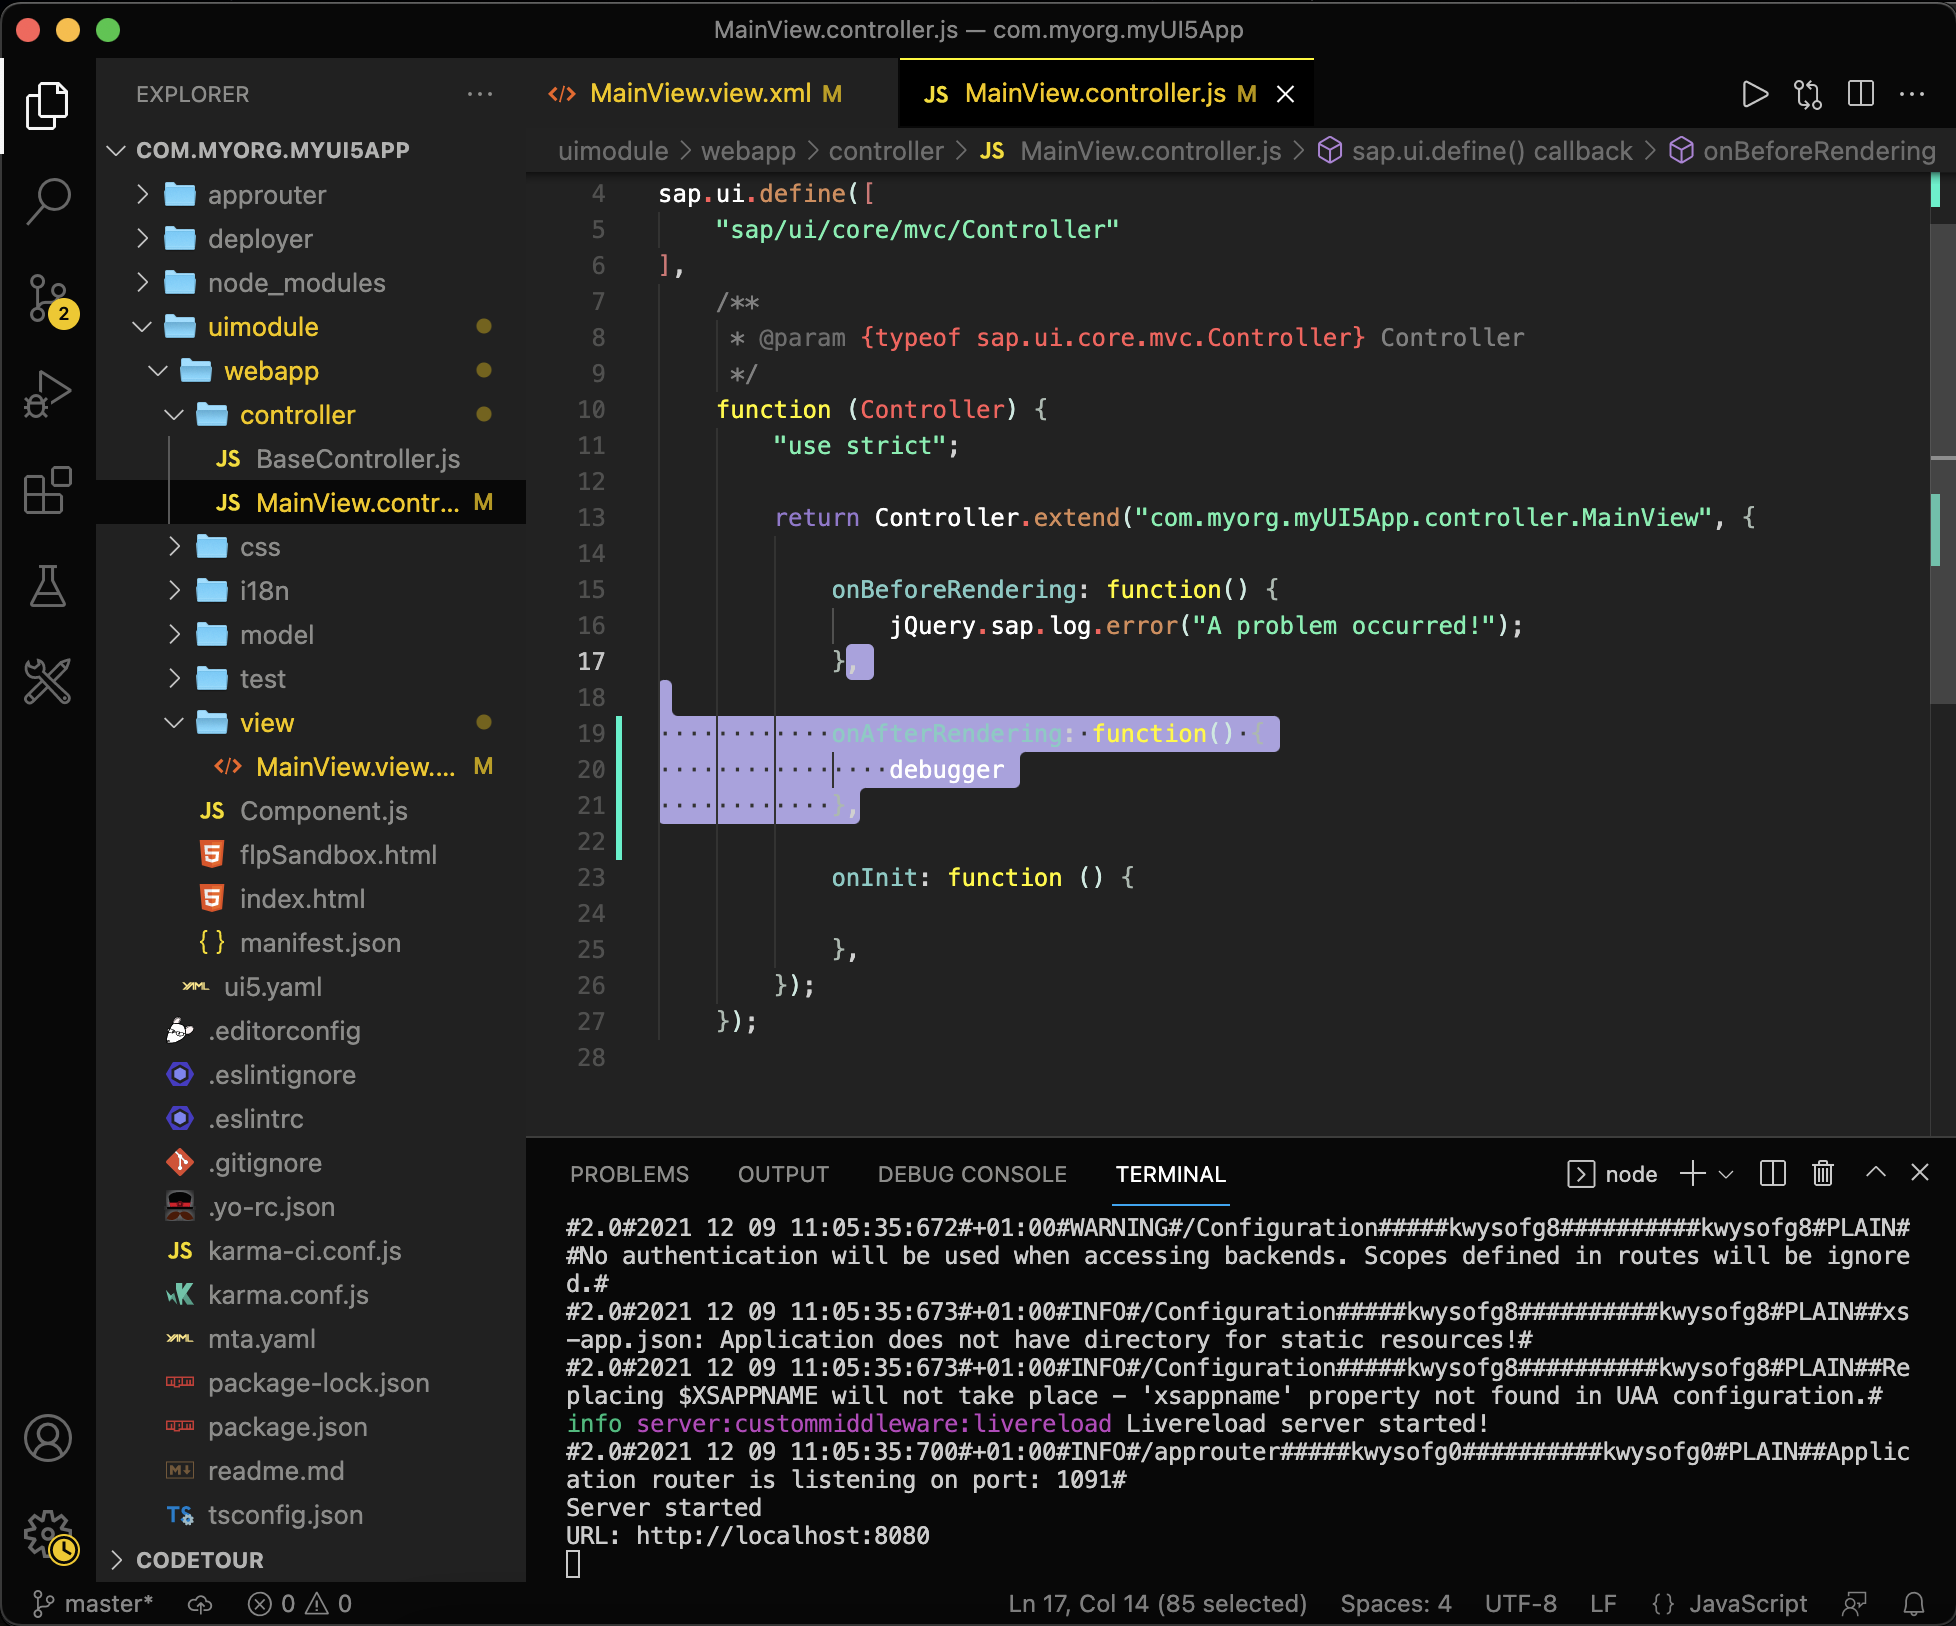 MainView.controller.js — com.myorg.myUI5App
EXPLORER
COM.MYORG.MYUI5APP
approuter
deployer
node_modules
uimodule
webapp
controller
JS BaseController.js
JS MainView.contr... M
css
i18n
model
test
view
</> MainView.view.... M
JS Component.js
5 flpSandbox.html
5 index.html
{ } manifest.json
YAML ui5.yaml
.editorconfig
.eslintignore
.eslintrc
.gitignore
.yo-rc.json
JS karma-ci.conf.js
K karma.conf.js
YAML mta.yaml
package-lock.json
package.json
M readme.md
TS tsconfig.json
CODETOUR
2
</> MainView.view.xml M
JS MainView.controller.js M
uimodule > webapp > controller > JS MainView.controller.js > sap.ui.define() callback > onBeforeRendering
4 sap.ui.define([
5 "sap/ui/core/mvc/Controller"
6 ],
7 /**
8 * @param {typeof sap.ui.core.mvc.Controller} Controller
9 */
10 function (Controller) {
11 "use strict";
12
13 return Controller.extend("com.myorg.myUI5App.controller.MainView", {
14
15 onBeforeRendering: function() {
16 jQuery.sap.log.error("A problem occurred!");
17 },
18
19 onAfterRendering: function() {
20 debugger
21 },
22
23 onInit: function () {
24
25 },
26 });
27 });
28
PROBLEMS OUTPUT DEBUG CONSOLE TERMINAL node
#2.0#2021 12 09 11:05:35:672#+01:00#WARNING#/Configuration#####kwysofg8##########kwysofg8#PLAIN#
#No authentication will be used when accessing backends. Scopes defined in routes will be ignore
d.#
#2.0#2021 12 09 11:05:35:673#+01:00#INFO#/Configuration#####kwysofg8##########kwysofg8#PLAIN##xs
-app.json: Application does not have directory for static resources!#
#2.0#2021 12 09 11:05:35:673#+01:00#INFO#/Configuration#####kwysofg8##########kwysofg8#PLAIN##Re
placing $XSAPPNAME will not take place - 'xsappname' property not found in UAA configuration.#
info server:custommiddleware:livereload Livereload server started!
#2.0#2021 12 09 11:05:35:700#+01:00#INFO#/approuter#####kwysofg0##########kwysofg0#PLAIN##Applic
ation router is listening on port: 1091#
Server started
URL: http://localhost:8080
master* 0 0 Ln 17, Col 14 (85 selected) Spaces: 4 UTF-8 LF {} JavaScript